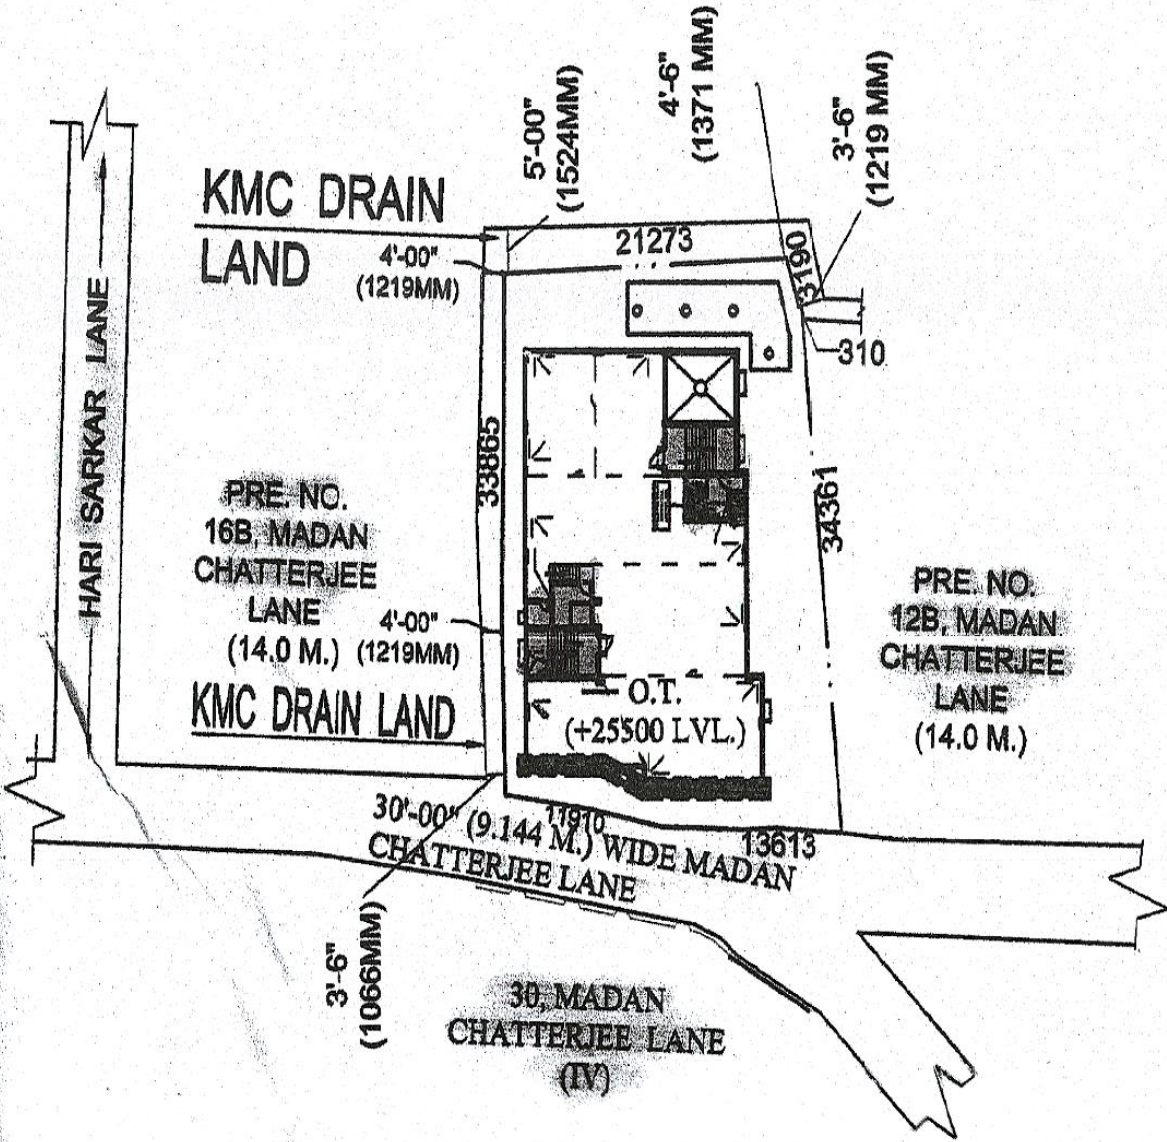 5'-00"
(1524MM)
4'-6"
(1371 MM)
3'-6"
(1219 MM)
KMC DRAIN
LAND
4'-00"
(1219MM)
21273
3190
310
HARI SARKAR LANE
33865
34361
PRE. NO.
16B, MADAN
CHATTERJEE
LANE
(14.0 M.)
4'-00"
(1219MM)
PRE. NO.
12B, MADAN
CHATTERJEE
LANE
(14.0 M.)
KMC DRAIN LAND
O.T.
(+25500 LVL.)
11910
13613
30'-00" (9.144 M.) WIDE MADAN
CHATTERJEE LANE
3'-6"
(1066MM)
30, MADAN
CHATTERJEE LANE
(IV)